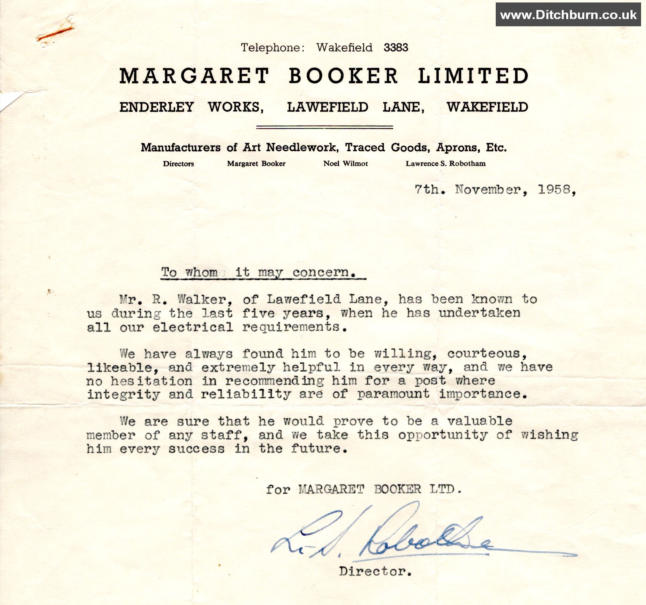 www.Ditchburn.co.uk
Telephone: Wakefield 3383
MARGARET BOOKER LIMITED
ENDERLEY WORKS, LAWEFIELD LANE, WAKEFIELD
Manufacturers of Art Needlework, Traced Goods, Aprons, Etc.
Directors Margaret Booker Noel Wilmot Lawrence S. Robotham
7th. November, 1958,
To whom it may concern.
Mr. R. Walker, of Lawefield Lane, has been known to
us during the last five years, when he has undertaken
all our electrical requirements.
We have always found him to be willing, courteous,
likeable, and extremely helpful in every way, and we have
no hesitation in recommending him for a post where
integrity and reliability are of paramount importance.
We are sure that he would prove to be a valuable
member of any staff, and we take this opportunity of wishing
him every success in the future.
for MARGARET BOOKER LTD.
L. S. Robotham
Director.